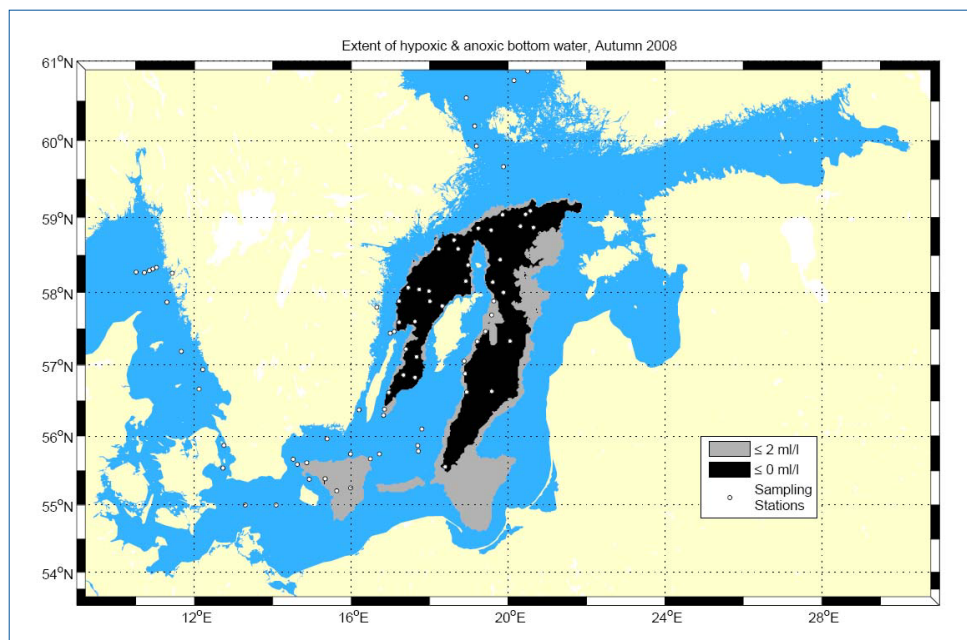 Extent of hypoxic & anoxic bottom water, Autumn 2008
61°N
60°N
59°N
58°N
57°N
56°N
55°N
54°N
≤ 2 ml/l
≤ 0 ml/l
Sampling
Stations
12°E
16°E
20°E
24°E
28°E